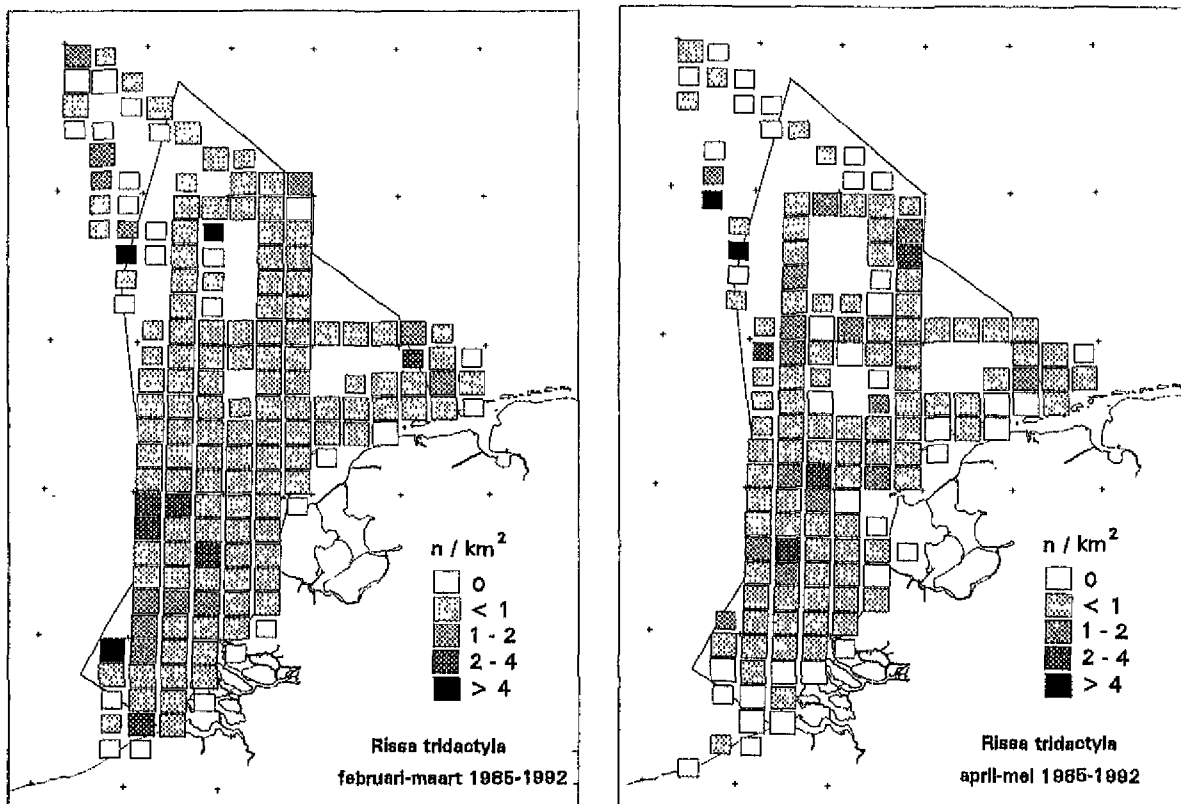 n / km²
0
< 1
1 - 2
2 - 4
> 4
Rissa tridactyla
februari-maart 1985-1992
n / km²
0
< 1
1 - 2
2 - 4
> 4
Rissa tridactyla
april-mei 1985-1992